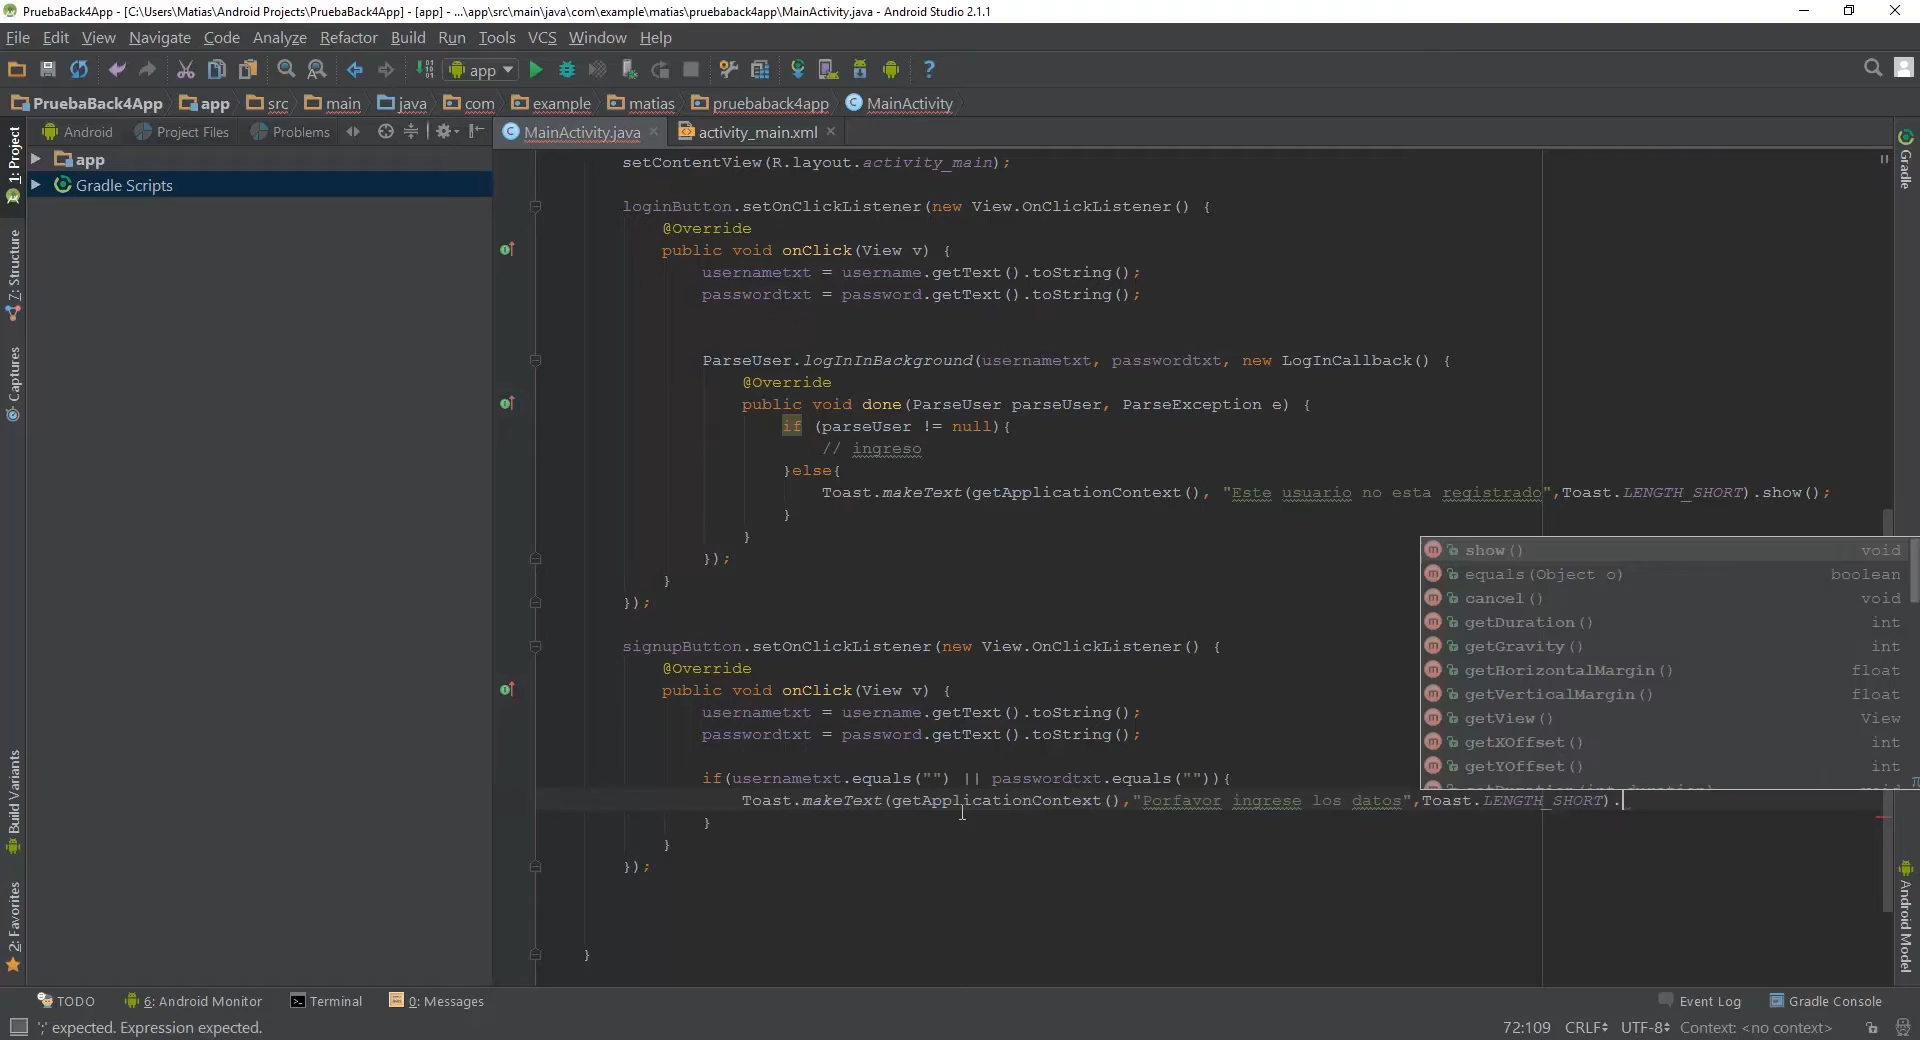 PruebaBack4App - [C:\Users\Matias\Android Projects\PruebaBack4App] - [app] - ...\app\src\main\java\com\example\matias\pruebaback4app\MainActivity.java - Android Studio 2.1.1
File Edit View Navigate Code Analyze Refactor Build Run Tools VCS Window Help
app
PruebaBack4App app src main java com example matias pruebaback4app MainActivity
Android Project Files Problems MainActivity.java activity_main.xml
1: Project
7: Structure
Captures
Build Variants
2: Favorites
app
Gradle Scripts
setContentView(R.layout.activity_main);
loginButton.setOnClickListener(new View.OnClickListener() {
@Override
public void onClick(View v) {
usernametxt = username.getText().toString();
passwordtxt = password.getText().toString();
ParseUser.logInInBackground(usernametxt, passwordtxt, new LogInCallback() {
@Override
public void done(ParseUser parseUser, ParseException e) {
if (parseUser != null){
// ingreso
}else{
Toast.makeText(getApplicationContext(), "Este usuario no esta registrado",Toast.LENGTH_SHORT).show();
}
}
});
}
});
signupButton.setOnClickListener(new View.OnClickListener() {
@Override
public void onClick(View v) {
usernametxt = username.getText().toString();
passwordtxt = password.getText().toString();
if(usernametxt.equals("") || passwordtxt.equals("")){
Toast.makeText(getApplicationContext(),"Porfavor ingrese los datos",Toast.LENGTH_SHORT).
}
}
});
}
show() void
equals(Object o) boolean
cancel() void
getDuration() int
getGravity() int
getHorizontalMargin() float
getVerticalMargin() float
getView() View
getXOffset() int
getYOffset() int
Gradle
Android Model
TODO 6: Android Monitor Terminal 0: Messages Event Log Gradle Console
';' expected. Expression expected. 72:109 CRLF UTF-8 Context: <no context>